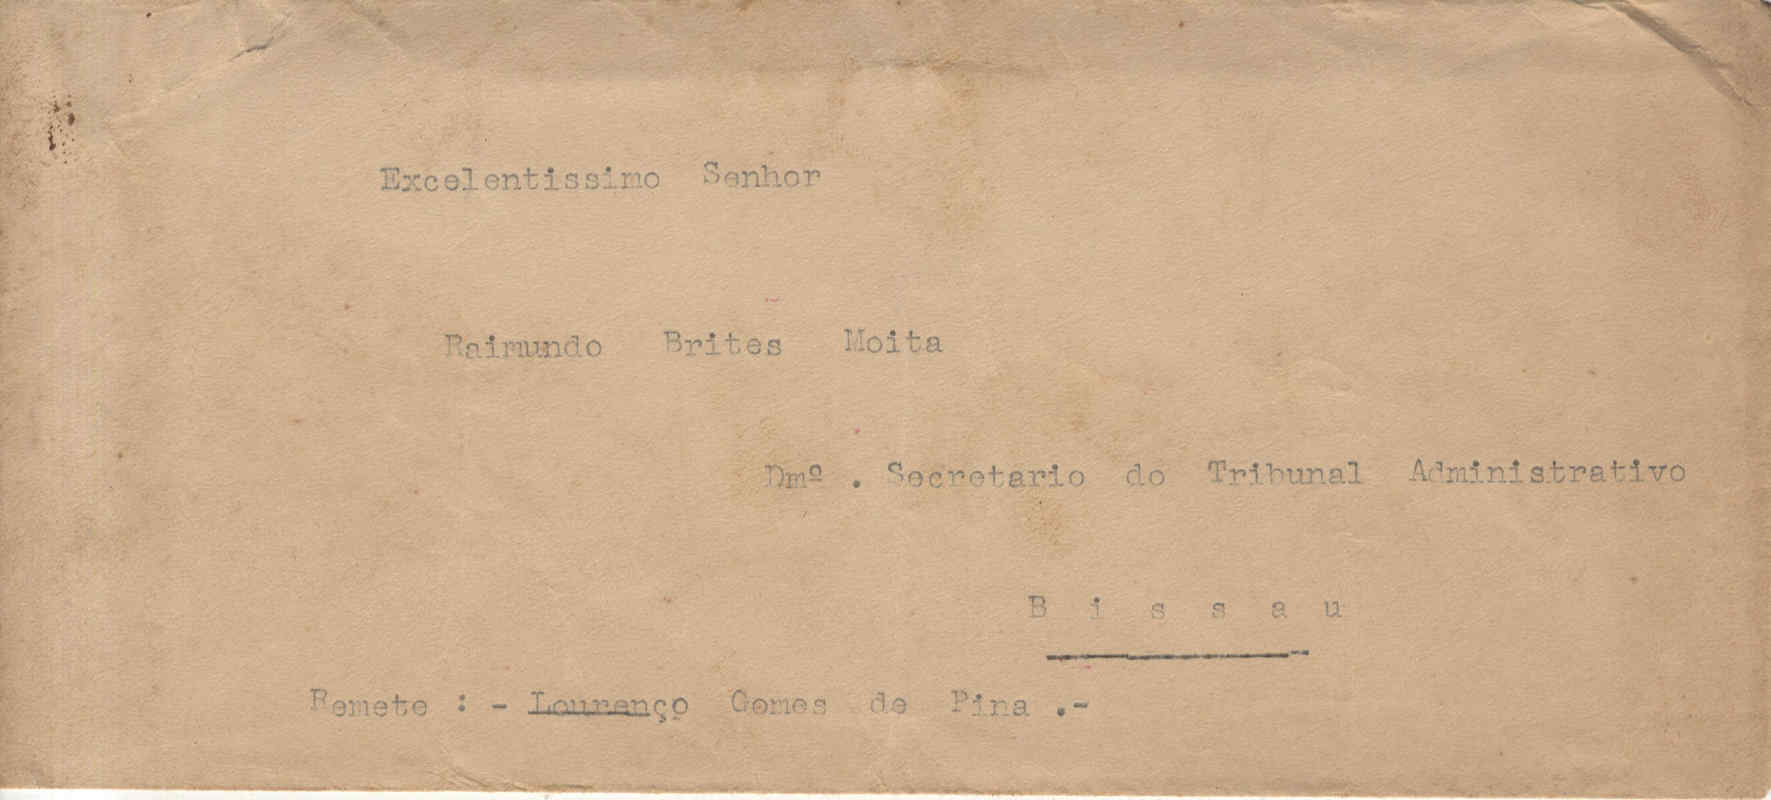 Excelentissimo Senhor
Raimundo Brites Moita
Dmº . Secretario do Tribunal Administrativo
B i s s a u
Remete : - Lourenço Gomes de Pina .-